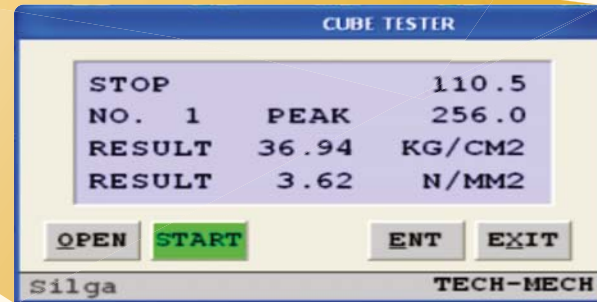 CUBE TESTER
STOP 110.5
NO. 1 PEAK 256.0
RESULT 36.94 KG/CM2
RESULT 3.62 N/MM2
OPEN START ENT EXIT
Silga TECH-MECH